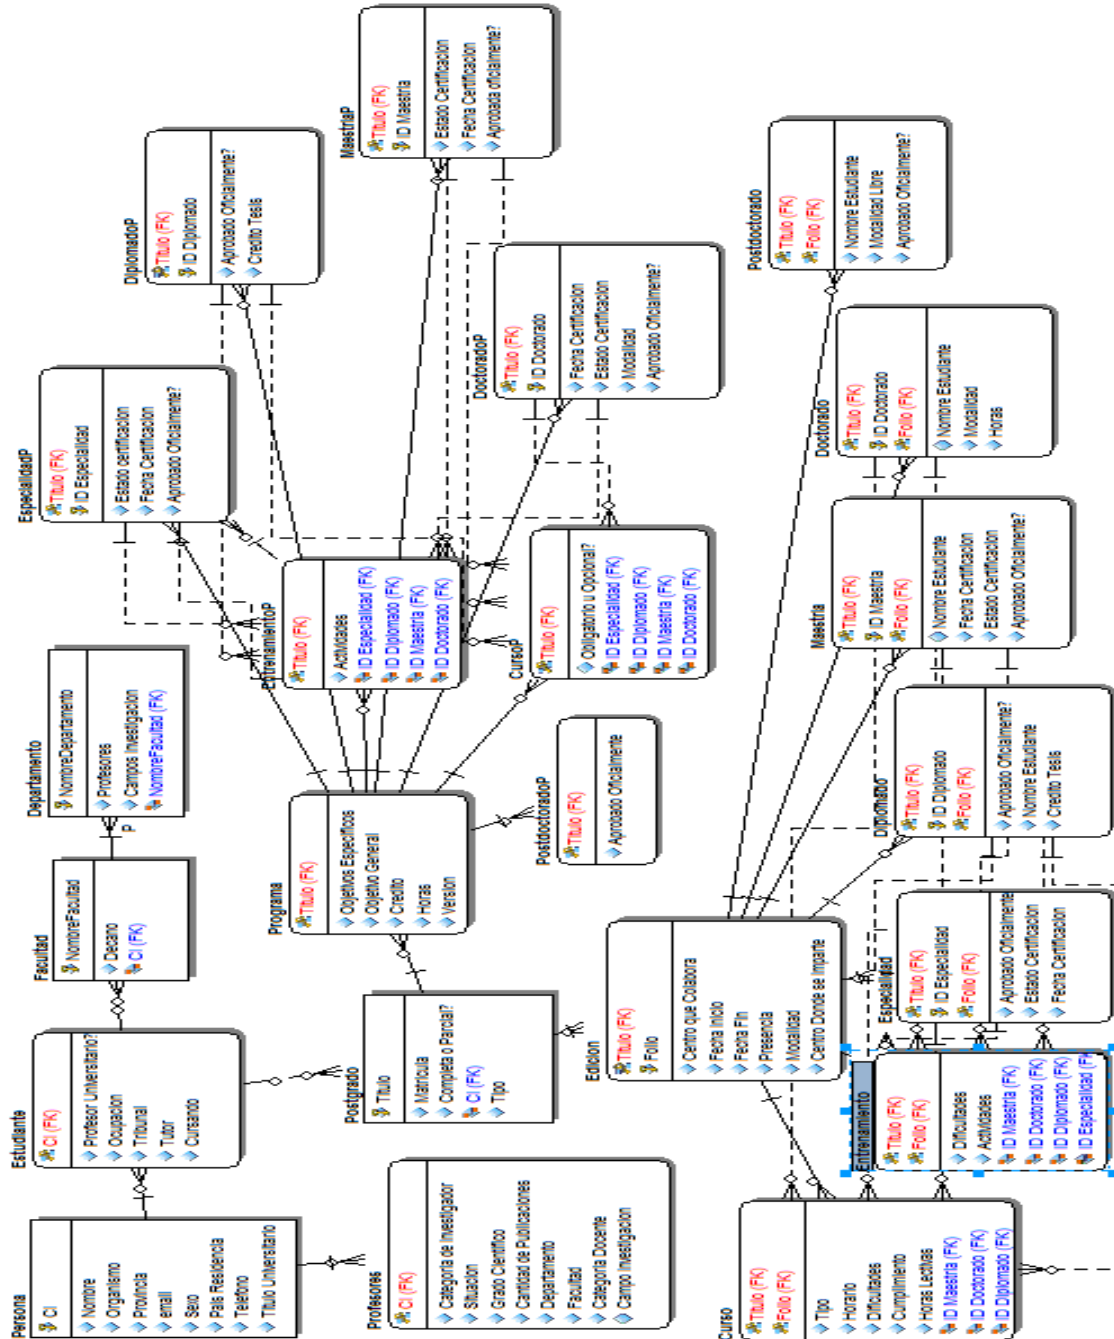 Persona
CI
Nombre
Organismo
Provincia
email
Sexo
Pais Residencia
Telefono
Titulo Universitario
Estudiante
CI (FK)
Profesor Universitario?
Ocupacion
Tribunal
Tutor
Cursando
Facultad
NombreFacultad
Decano
CI (FK)
P
Departamento
NombreDepartamento
Profesores
Campos Investigacion
NombreFacultad (FK)
EspecialidadP
Titulo (FK)
ID Especialidad
Estado certificacion
Fecha Certificacion
Aprobado Oficialmente?
DiplomadoP
Titulo (FK)
ID Diplomado
Aprobado Oficialmente?
Credito Tesis
MaestriaP
Titulo (FK)
ID Maestria
Estado Certificacion
Fecha Certificacion
Aprobada oficialmente?
Profesores
CI (FK)
Categoria de Investigador
Situacion
Grado Cientifico
Cantidad de Publicaciones
Departamento
Facultad
Categoria Docente
Campo Investigacion
Postgrado
Titulo
Matricula
Completa o Parcial?
CI (FK)
Tipo
Programa
Titulo (FK)
Objetivos Especificos
Objetivo General
Credito
Horas
Version
EntrenamientoP
Titulo (FK)
Actividades
ID Especialidad (FK)
ID Diplomado (FK)
ID Maestria (FK)
ID Doctorado (FK)
DoctoradoP
Titulo (FK)
ID Doctorado
Fecha Certificacion
Estado Certificacion
Modalidad
Aprobado Oficialmente?
CursoP
Titulo (FK)
Obligatorio u Opcional?
ID Especialidad (FK)
ID Diplomado (FK)
ID Maestria (FK)
ID Doctorado (FK)
PostdoctoradoP
Titulo (FK)
Aprobado Oficialmente
Edicion
Titulo (FK)
Folio
Centro que Colabora
Fecha Inicio
Fecha Fin
Presencia
Modalidad
Centro Donde se Imparte
Postdoctorado
Titulo (FK)
Folio (FK)
Nombre Estudiante
Modalidad Libre
Aprobado Oficialmente?
Doctorado
Titulo (FK)
ID Doctorado
Folio (FK)
Nombre Estudiante
Modalidad
Horas
Maestria
Titulo (FK)
ID Maestria
Folio (FK)
Nombre Estudiante
Fecha Certificacion
Estado Certificacion
Aprobado Oficialmente?
Diplomado
Titulo (FK)
ID Diplomado
Folio (FK)
Aprobado Oficialmente?
Nombre Estudiante
Credito Tesis
Especialidad
Titulo (FK)
ID Especialidad
Folio (FK)
Aprobado Oficialmente
Estado Certificacion
Fecha Certificacion
Entrenamiento
Titulo (FK)
Folio (FK)
Dificultades
Actividades
ID Maestria (FK)
ID Doctorado (FK)
ID Diplomado (FK)
ID Especialidad (FK)
Curso
Titulo (FK)
Folio (FK)
Tipo
Horario
Dificultades
Cumplimiento
Horas Lectivas
ID Maestria (FK)
ID Doctorado (FK)
ID Diplomado (FK)